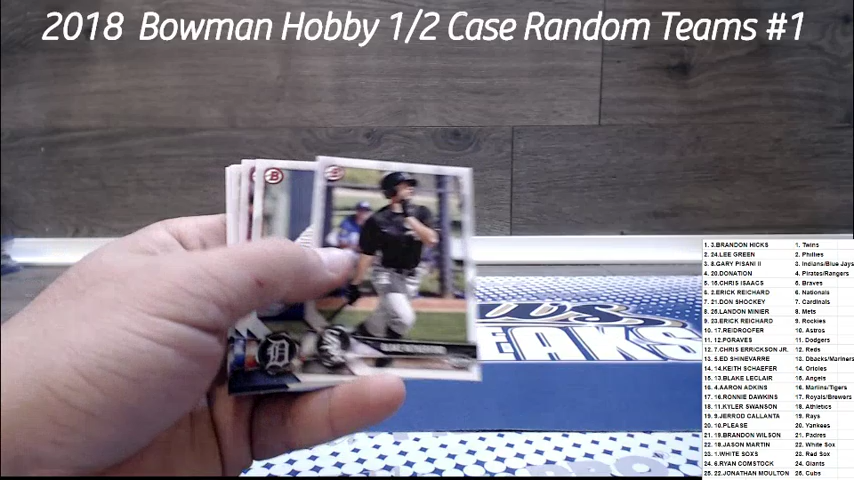 2018 Bowman Hobby 1/2 Case Random Teams #1
1. 3.BRANDON HICKS 1. Twins
2. 24.LEE GREEN 2. Phillies
3. 8.GARY PISANI II 3. Indians/Blue Jays
4. 20.DONATION 4. Pirates/Rangers
5. 15.CHRIS ISAACS 5. Braves
6. 2.ERICK REICHARD 6. Nationals
7. 21.DON SHOCKEY 7. Cardinals
8. 26.LANDON MINIER 8. Mets
9. 23.ERICK REICHARD 9. Rockies
10. 17.REIDROOFER 10. Astros
11. 12.PGRAVES 11. Dodgers
12. 7.CHRIS ERRICKSON JR. 12. Reds
13. 5.ED SHINEVARRE 13. Dbacks/Mariners
14. 14.KEITH SCHAEFER 14. Orioles
15. 13.BLAKE LECLAIR 15. Angels
16. 4.AARON ADKINS 16. Marlins/Tigers
17. 16.RONNIE DAWKINS 17. Royals/Brewers
18. 11.KYLER SWANSON 18. Athletics
19. 9.JERROD CALLANTA 19. Rays
20. 10.PLEASE 20. Yankees
21. 19.BRANDON WILSON 21. Padres
22. 18.JASON MARTIN 22. White Sox
23. 1.WHITE SOXS 23. Red Sox
24. 6.RYAN COMSTOCK 24. Giants
25. 22.JONATHAN MOULTON 25. Cubs